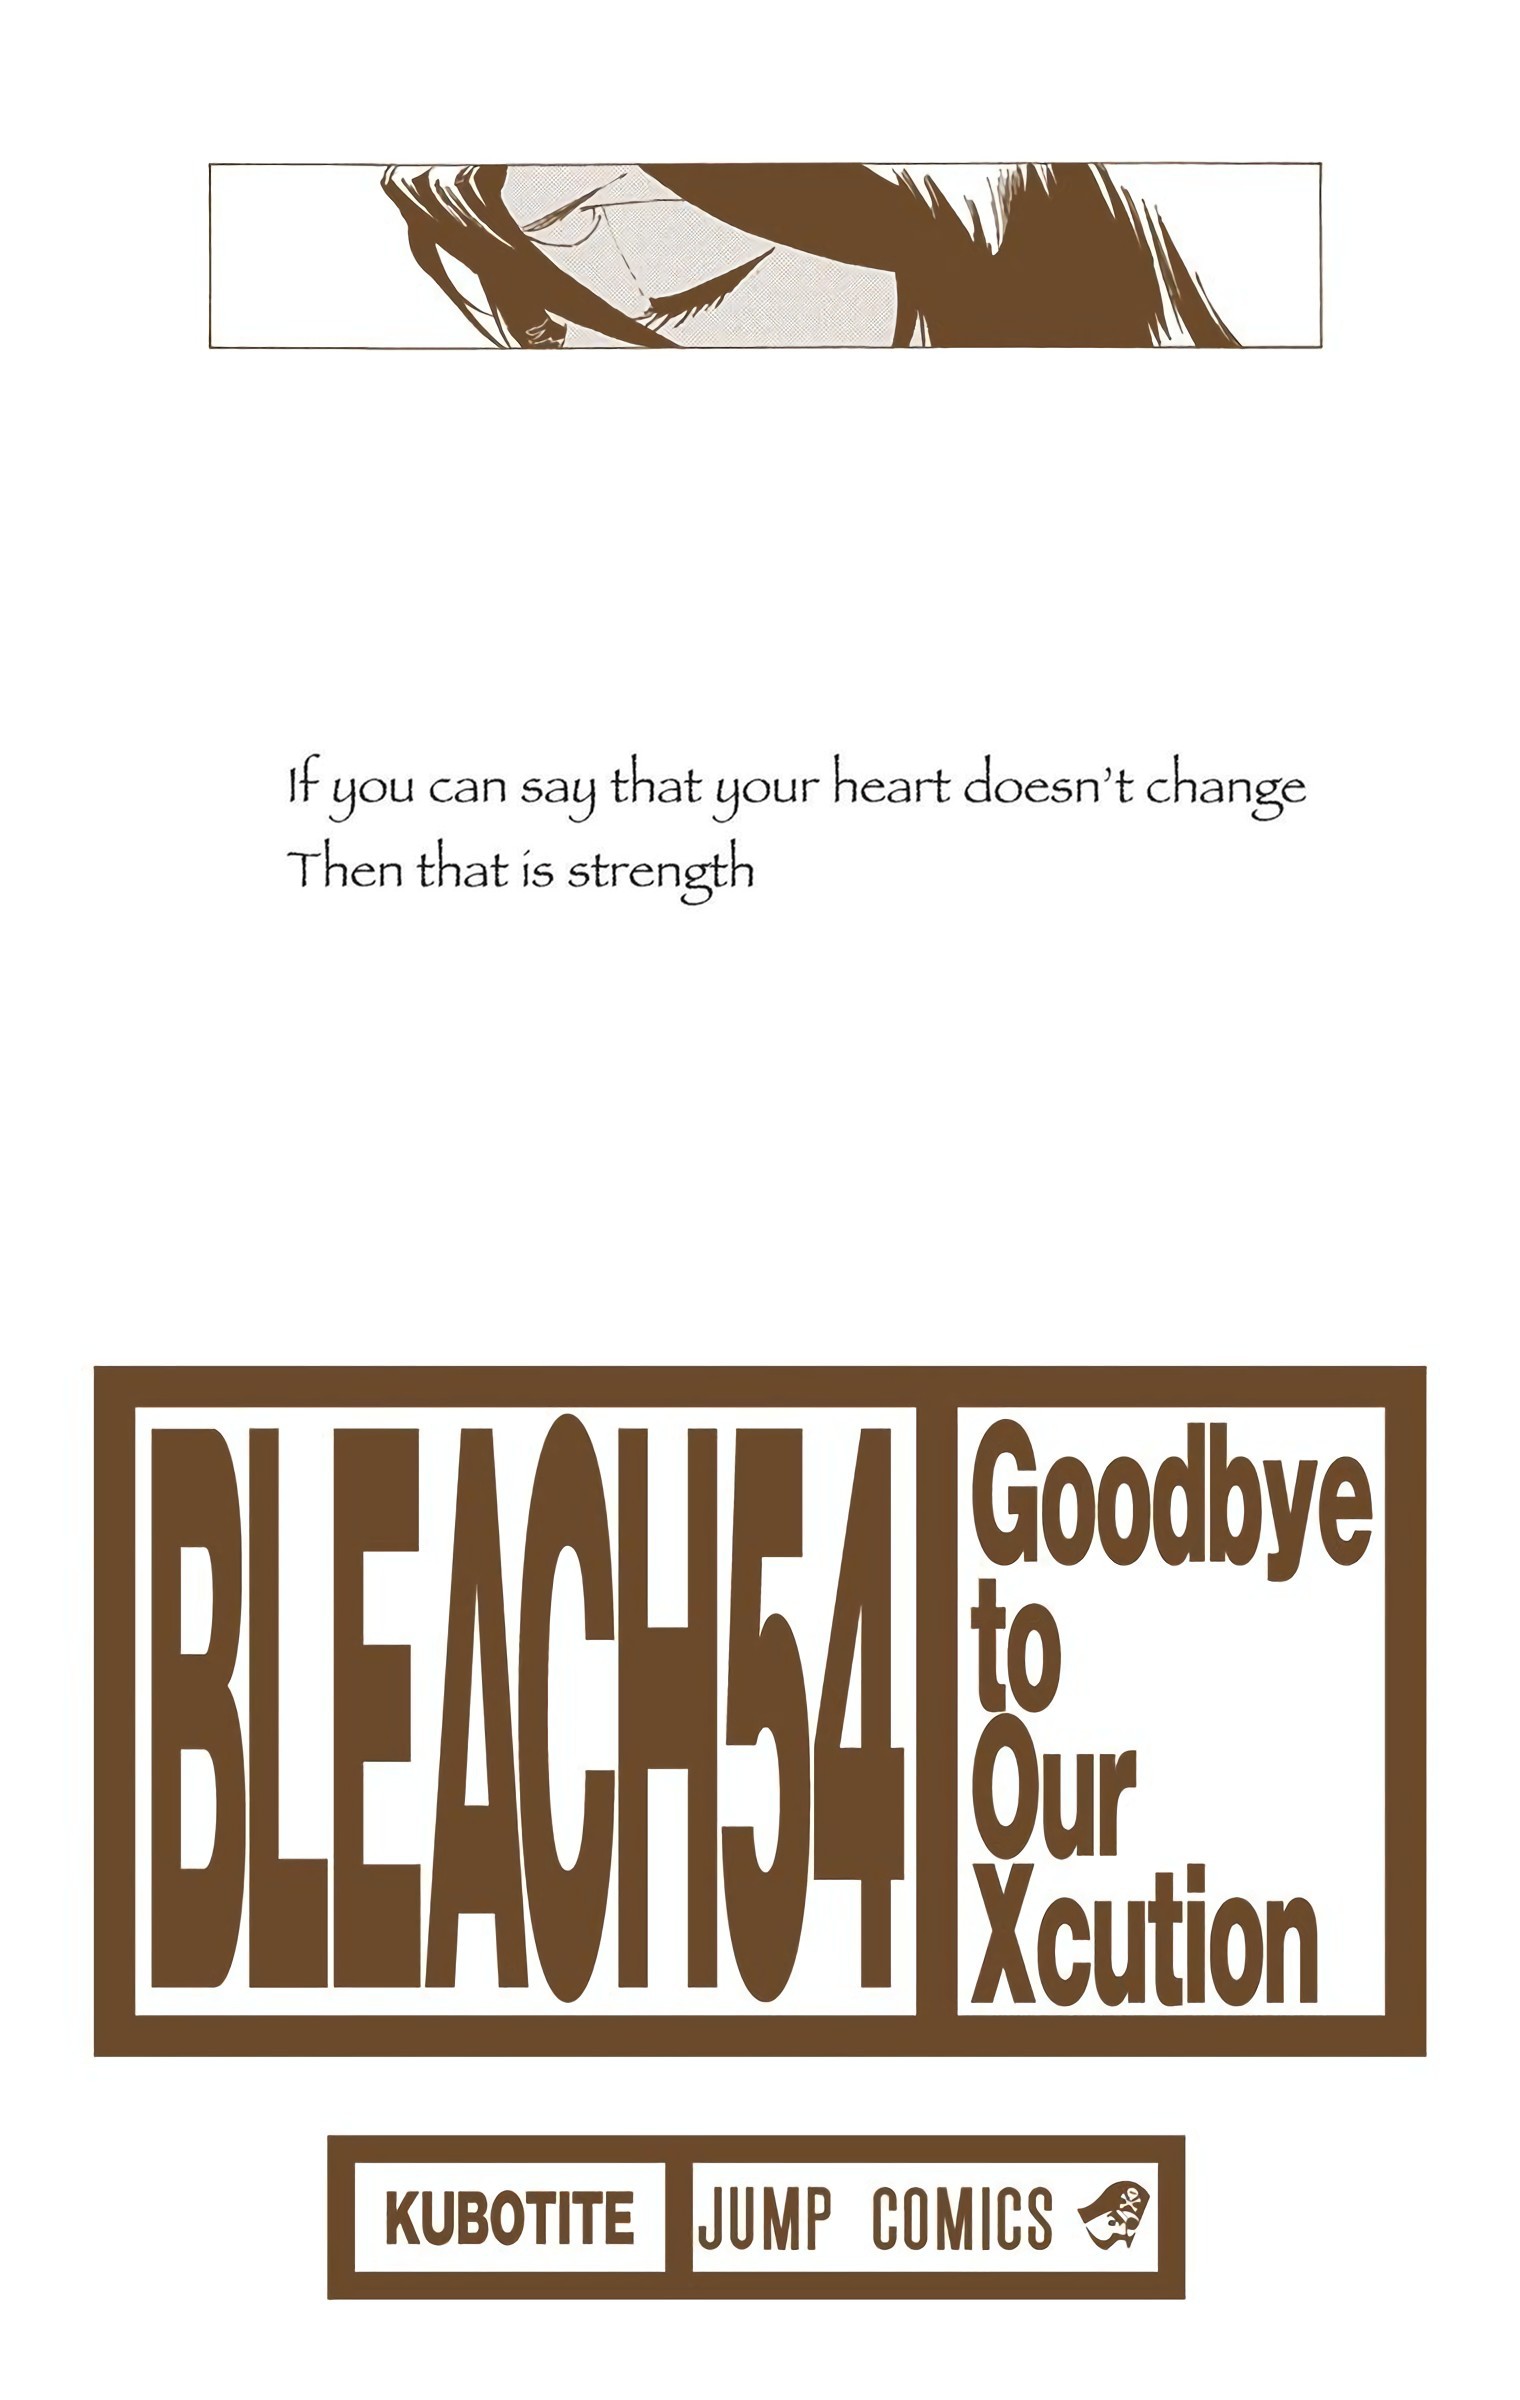 If you can say that your heart doesn't change
Then that is strength
BLEACH54
Goodbye
to
Our
Xcution
KUBOTITE
JUMP COMICS